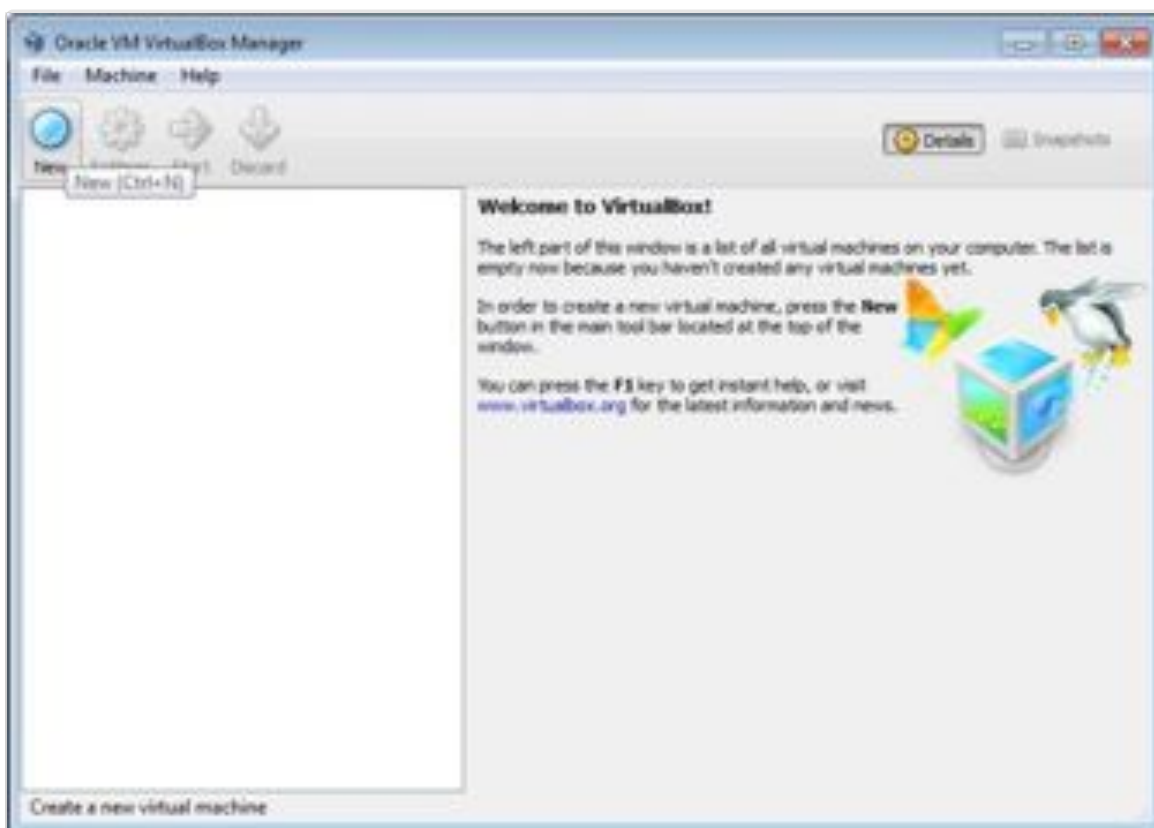 Oracle VM VirtualBox Manager
File Machine Help
New Start Discard
Details Snapshots
New (Ctrl+N)
Welcome to VirtualBox!
The left part of this window is a list of all virtual machines on your computer. The list is
empty now because you haven't created any virtual machines yet.
In order to create a new virtual machine, press the New
button in the main tool bar located at the top of the
window.
You can press the F1 key to get instant help, or visit
www.virtualbox.org for the latest information and news.
Create a new virtual machine